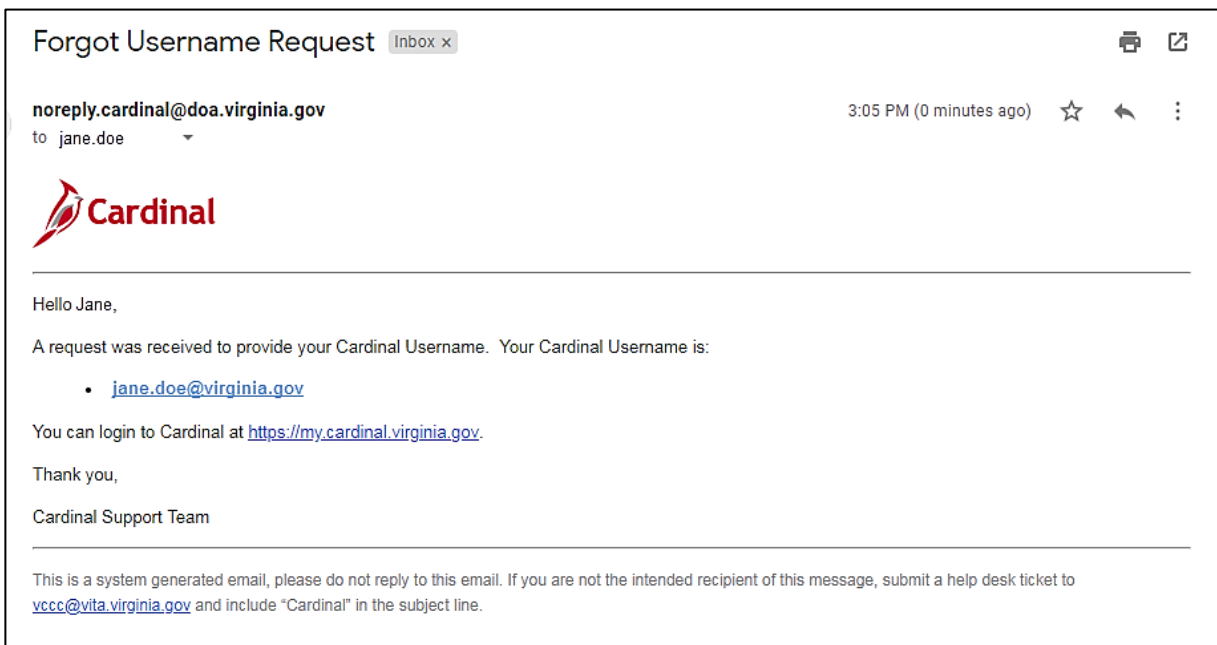 Forgot Username Request Inbox x
noreply.cardinal@doa.virginia.gov 3:05 PM (0 minutes ago)
to jane.doe
Cardinal
Hello Jane,
A request was received to provide your Cardinal Username. Your Cardinal Username is:
• jane.doe@virginia.gov
You can login to Cardinal at https://my.cardinal.virginia.gov.
Thank you,
Cardinal Support Team
This is a system generated email, please do not reply to this email. If you are not the intended recipient of this message, submit a help desk ticket to
vccc@vita.virginia.gov and include “Cardinal” in the subject line.